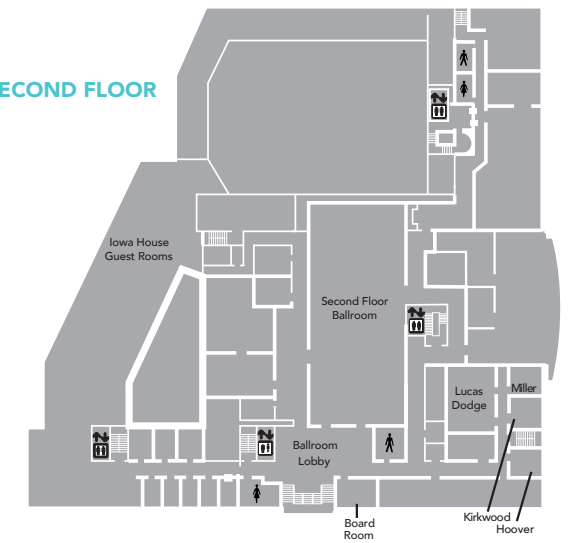 ECOND FLOOR
Iowa House
Guest Rooms
Second Floor
Ballroom
Lucas
Dodge
Miller
Ballroom
Lobby
Kirkwood
Hoover
Board
Room